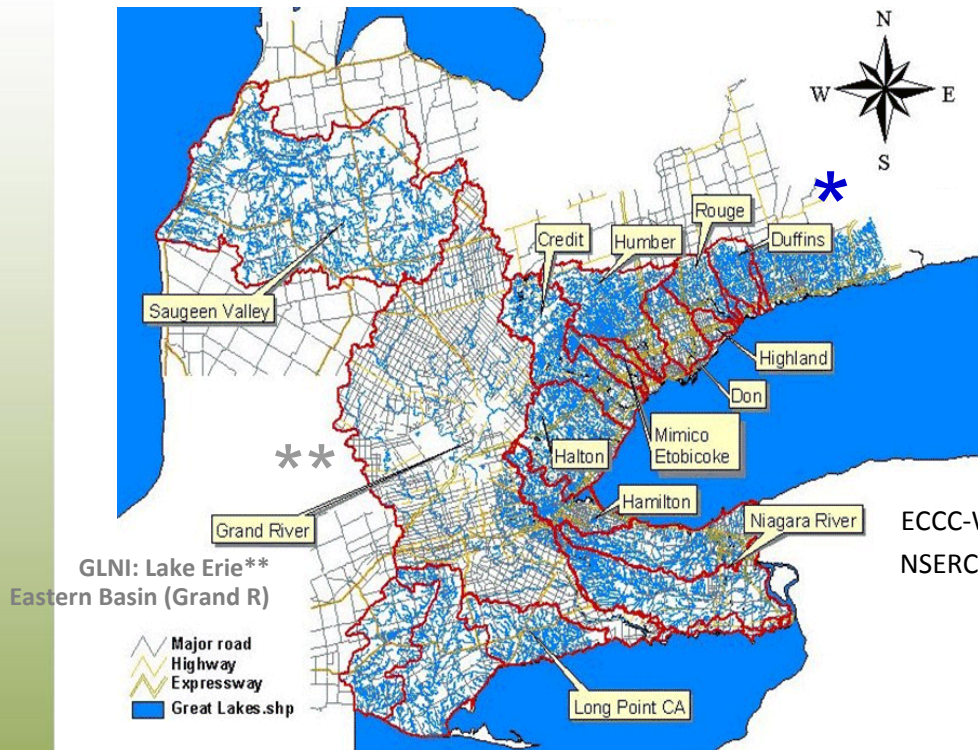 N
W
E
S
*
Rouge
Credit
Humber
Duffins
Saugeen Valley
Highland
Don
Mimico
Etobicoke
Halton
**
Hamilton
Niagara River
Grand River
ECCC-
NSERC
GLNI: Lake Erie**
Eastern Basin (Grand R)
Major road
Highway
Expressway
Great Lakes.shp
Long Point CA